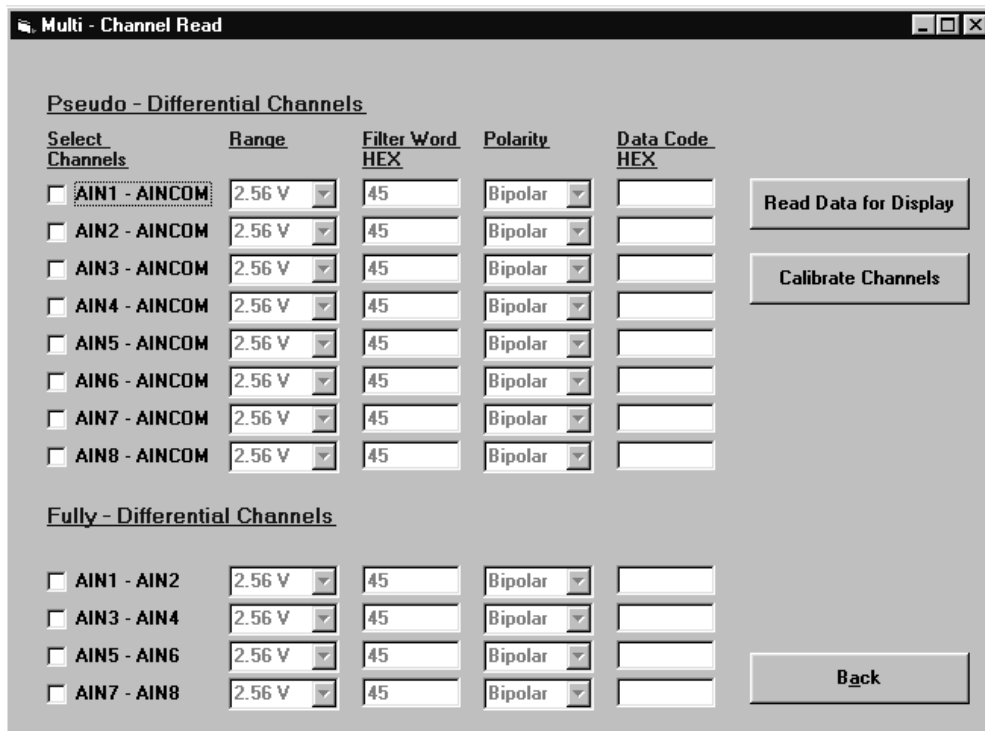 Multi - Channel Read
Pseudo - Differential Channels
Select Channels Range Filter Word HEX Polarity Data Code HEX
AIN1 - AINCOM 2.56 V 45 Bipolar
AIN2 - AINCOM 2.56 V 45 Bipolar
AIN3 - AINCOM 2.56 V 45 Bipolar
AIN4 - AINCOM 2.56 V 45 Bipolar
AIN5 - AINCOM 2.56 V 45 Bipolar
AIN6 - AINCOM 2.56 V 45 Bipolar
AIN7 - AINCOM 2.56 V 45 Bipolar
AIN8 - AINCOM 2.56 V 45 Bipolar
Read Data for Display
Calibrate Channels
Fully - Differential Channels
AIN1 - AIN2 2.56 V 45 Bipolar
AIN3 - AIN4 2.56 V 45 Bipolar
AIN5 - AIN6 2.56 V 45 Bipolar
AIN7 - AIN8 2.56 V 45 Bipolar
Back